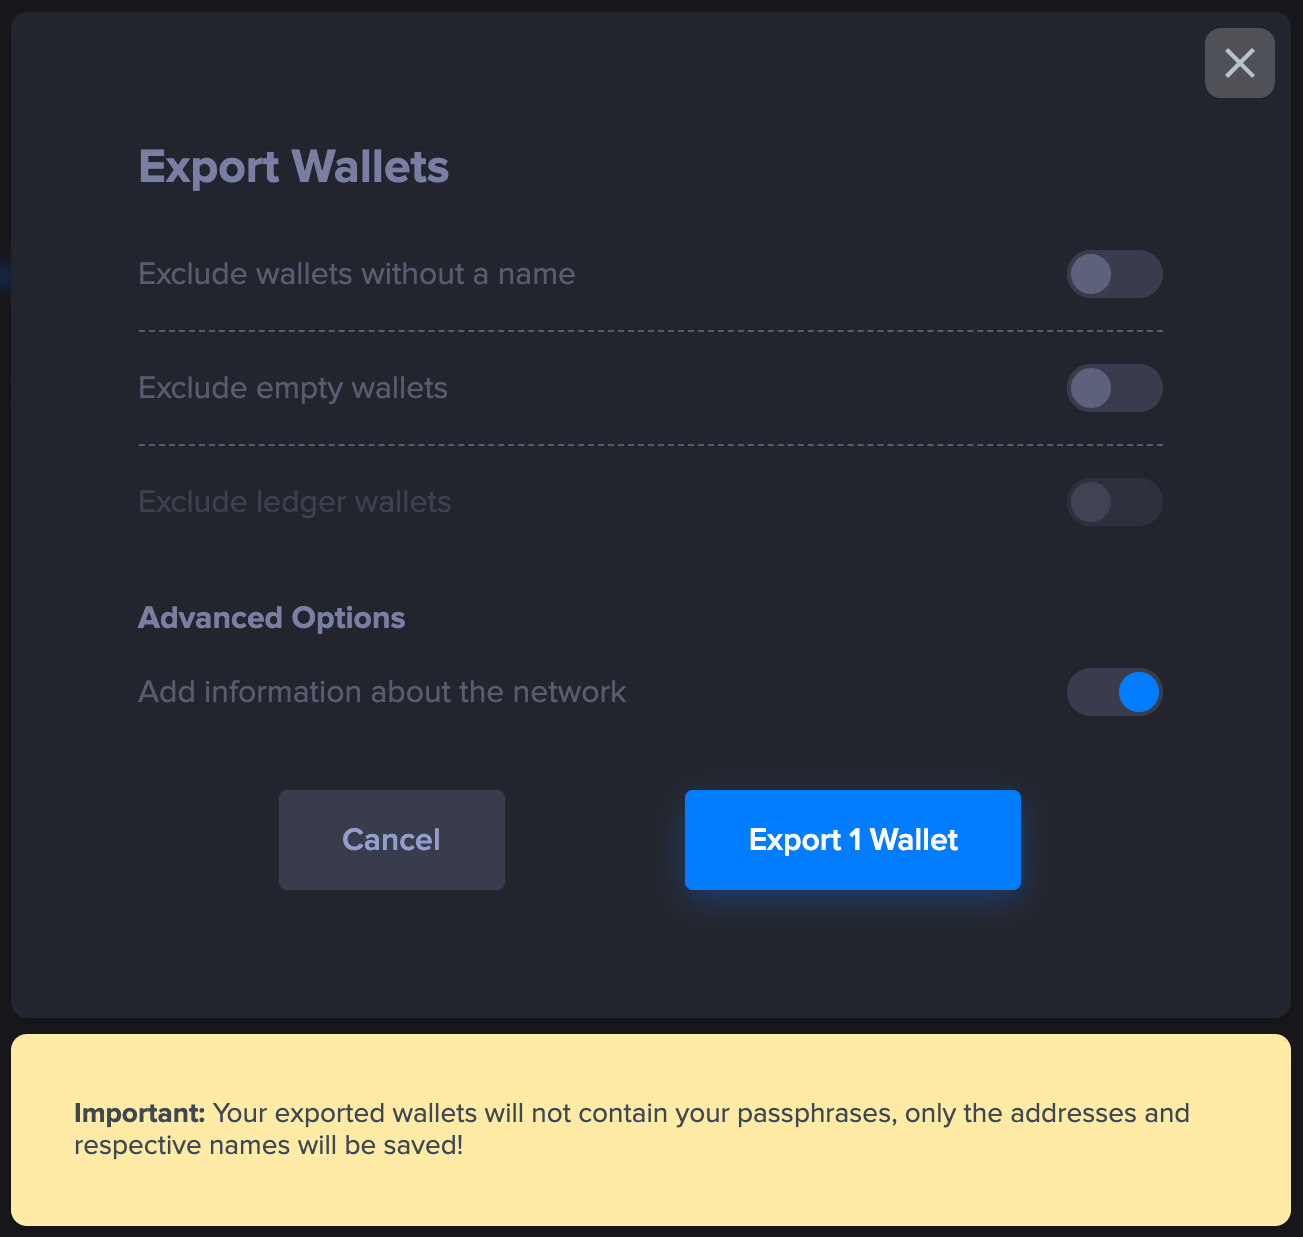 Export Wallets
Exclude wallets without a name
Exclude empty wallets
Exclude ledger wallets
Advanced Options
Add information about the network
Cancel
Export 1 Wallet
Important: Your exported wallets will not contain your passphrases, only the addresses and
respective names will be saved!